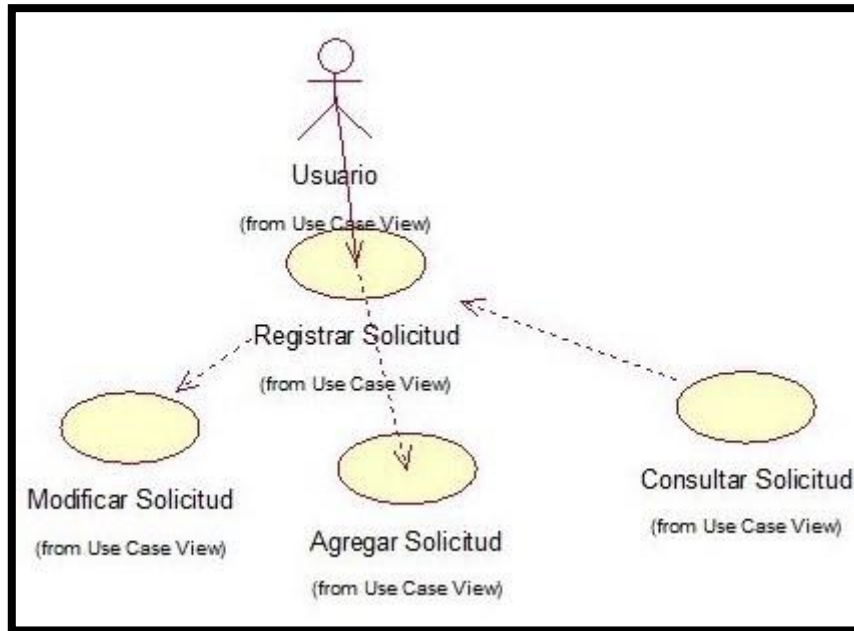 Usuario
(from Use Case View)
Registrar Solicitud
(from Use Case View)
Modificar Solicitud
(from Use Case View)
Agregar Solicitud
(from Use Case View)
Consultar Solicitud
(from Use Case View)